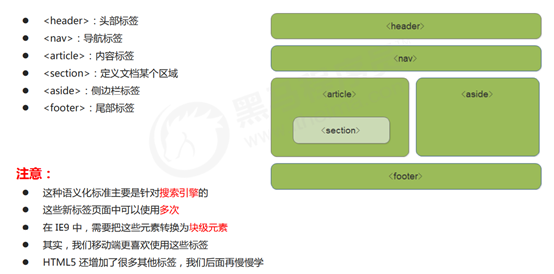 <header>：头部标签
<nav>：导航标签
<article>：内容标签
<section>：定义文档某个区域
<aside>：侧边栏标签
<footer>：尾部标签
<header>
<nav>
<article>
<aside>
<section>
<footer>
注意：
这种语义化标准主要是针对搜索引擎的
这些新标签页面中可以使用多次
在 IE9 中，需要把这些元素转换为块级元素
其实，我们移动端更喜欢使用这些标签
HTML5 还增加了很多其他标签，我们后面再慢慢学